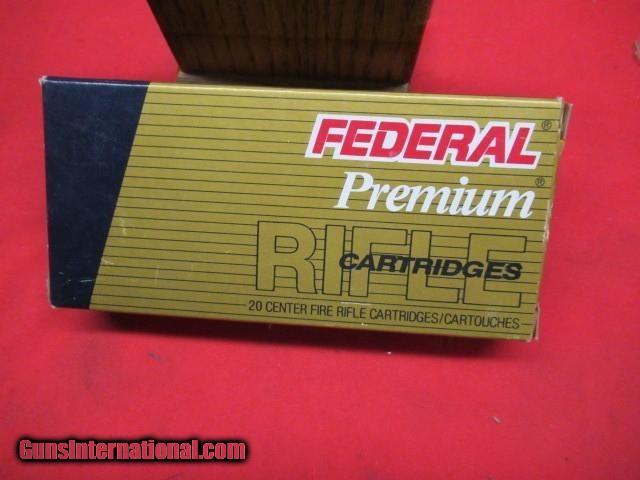 FEDERAL®
Premium®
RIFLE
CARTRIDGES
20 CENTER FIRE RIFLE CARTRIDGES/CARTOUCHES
GunsInternational.com